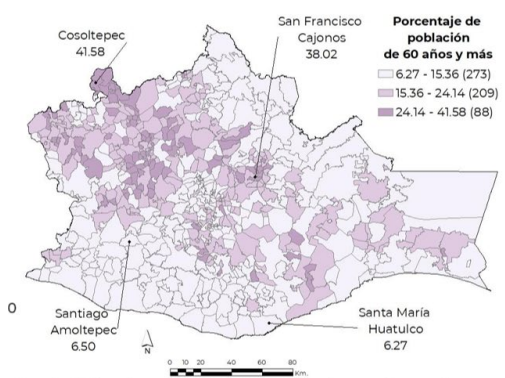 Cosoltepec
41.58
San Francisco
Cajonos
38.02
Porcentaje de
población
de 60 años y más
6.27 - 15.36 (273)
15.36 - 24.14 (209)
24.14 - 41.58 (88)
0
Santiago
Amoltepec
6.50
N
Santa María
Huatulco
6.27
0 10 20 40 60 80
Km.